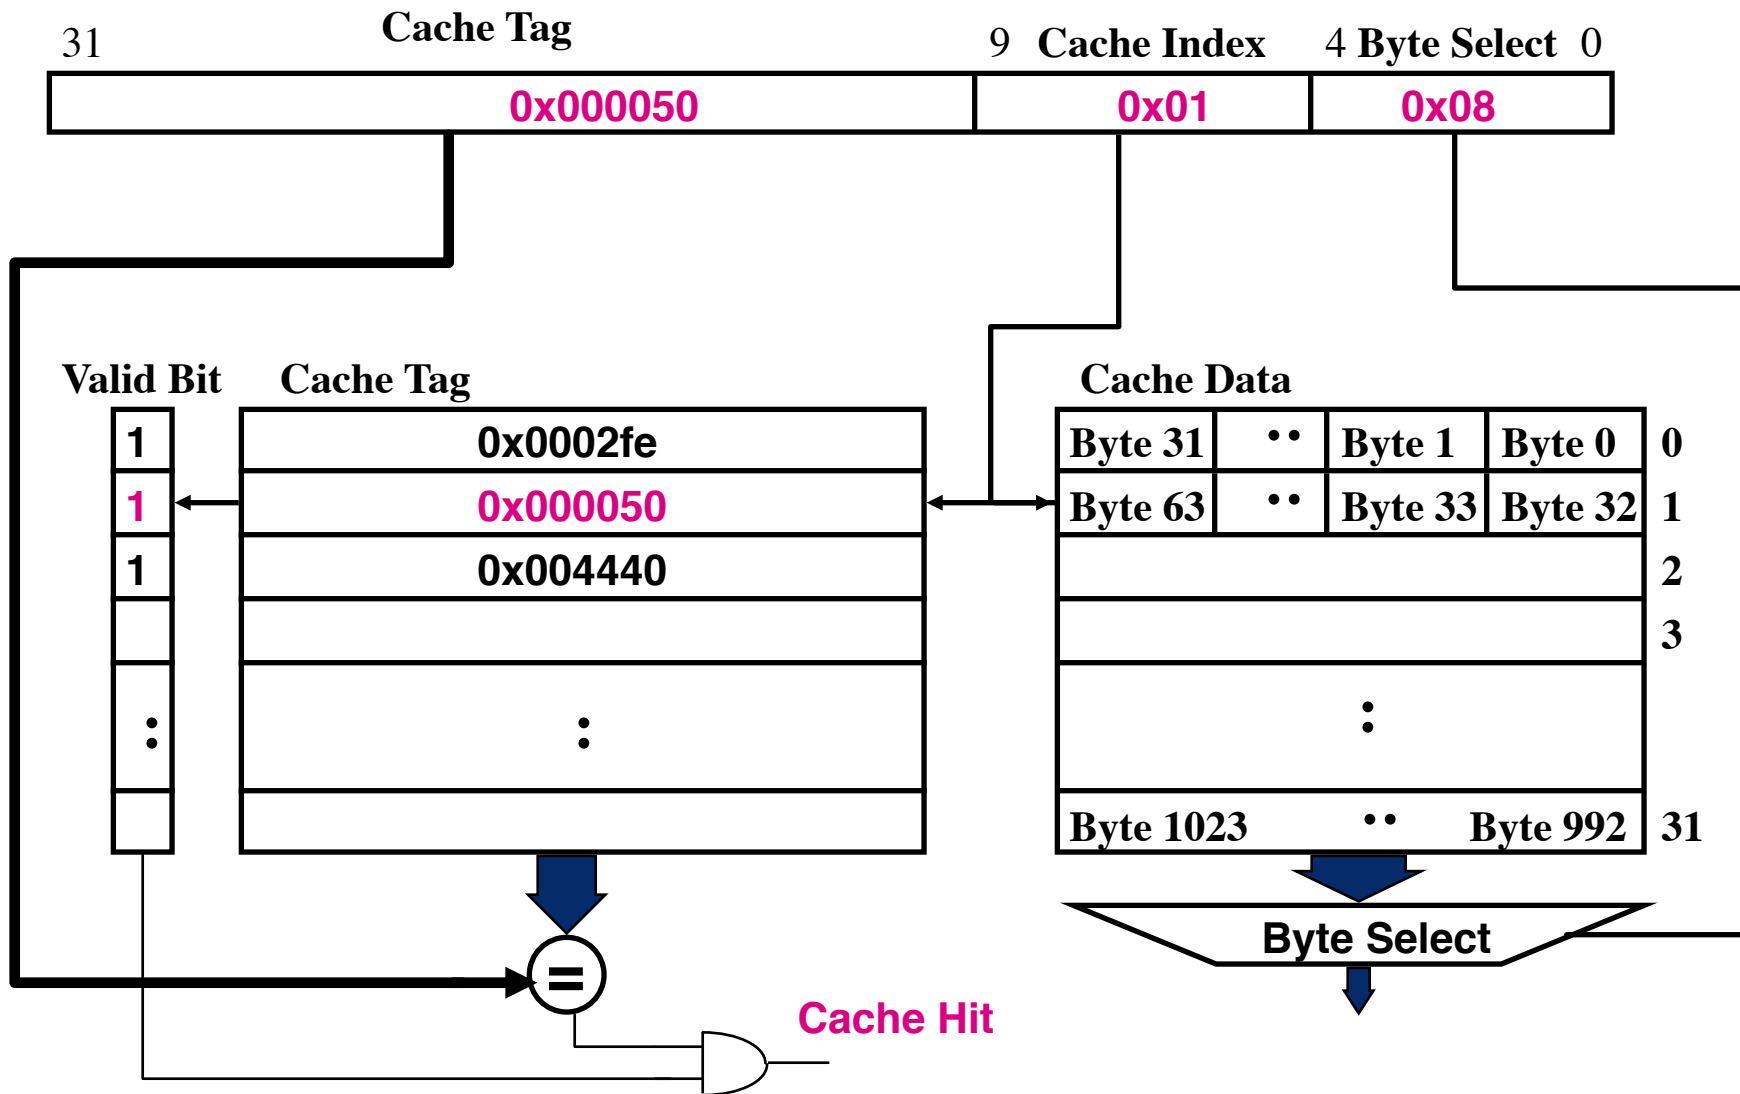 Cache Tag
31 9 Cache Index 4 Byte Select 0
0x000050 0x01 0x08
Valid Bit Cache Tag Cache Data
1 0x0002fe Byte 31 •• Byte 1 Byte 0 0
1 0x000050 Byte 63 •• Byte 33 Byte 32 1
1 0x004440 2
3
: : :
Byte 1023 •• Byte 992 31
Byte Select
=
Cache Hit